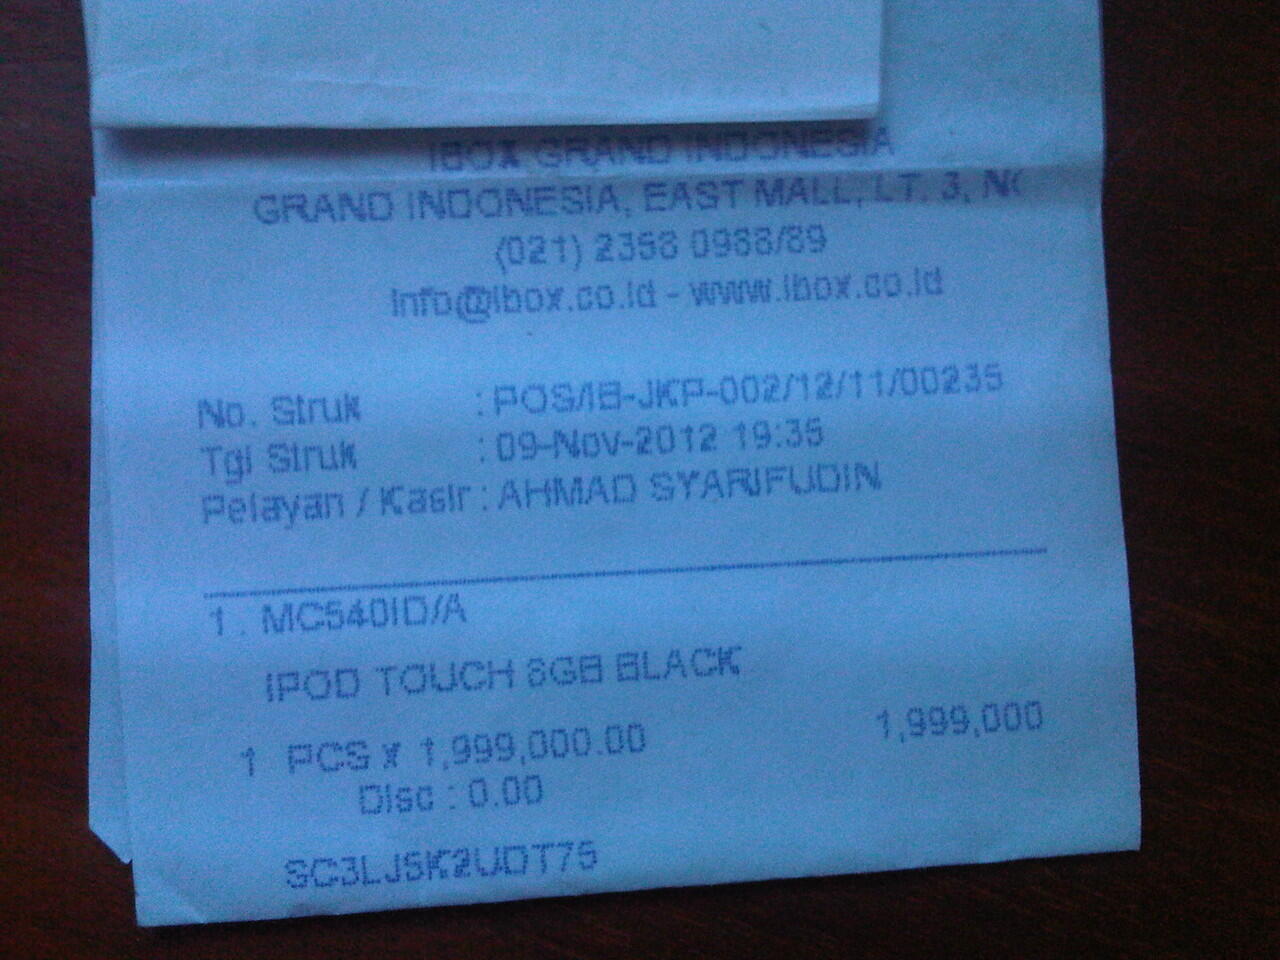 IBOX GRAND INDONESIA
GRAND INDONESIA, EAST MALL, LT. 3,
(021) 2358 0988/89
info@ibox.co.id - www.ibox.co.id
No. Struk : POS/IB-JKP-002/12/11/00235
Tgl Struk : 09-Nov-2012 19:35
Pelayan / Kasir : AHMAD SYARIFUDIN
1 . MC540ID/A
IPOD TOUCH 8GB BLACK
1 PCS x 1,999,000.00 1,999,000
Disc : 0.00
SC3LJ5K2UDT75